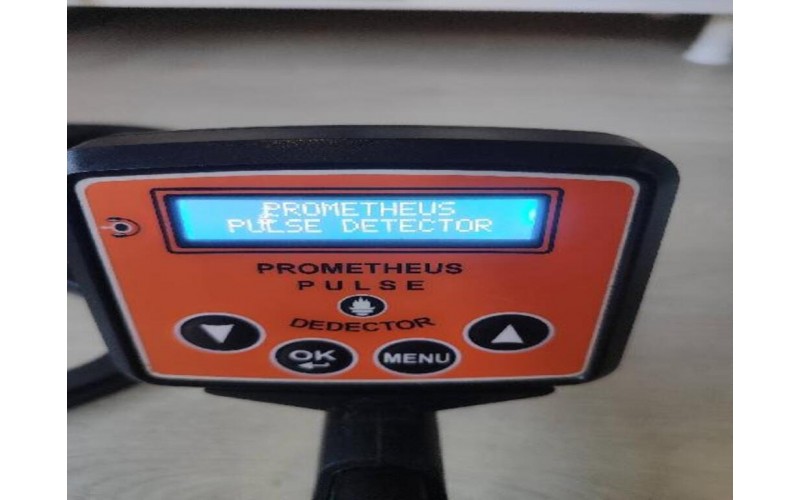 PROMETHEUS
PULSE DETECTOR
PROMETHEUS
PULSE
DEDECTOR
OK
MENU